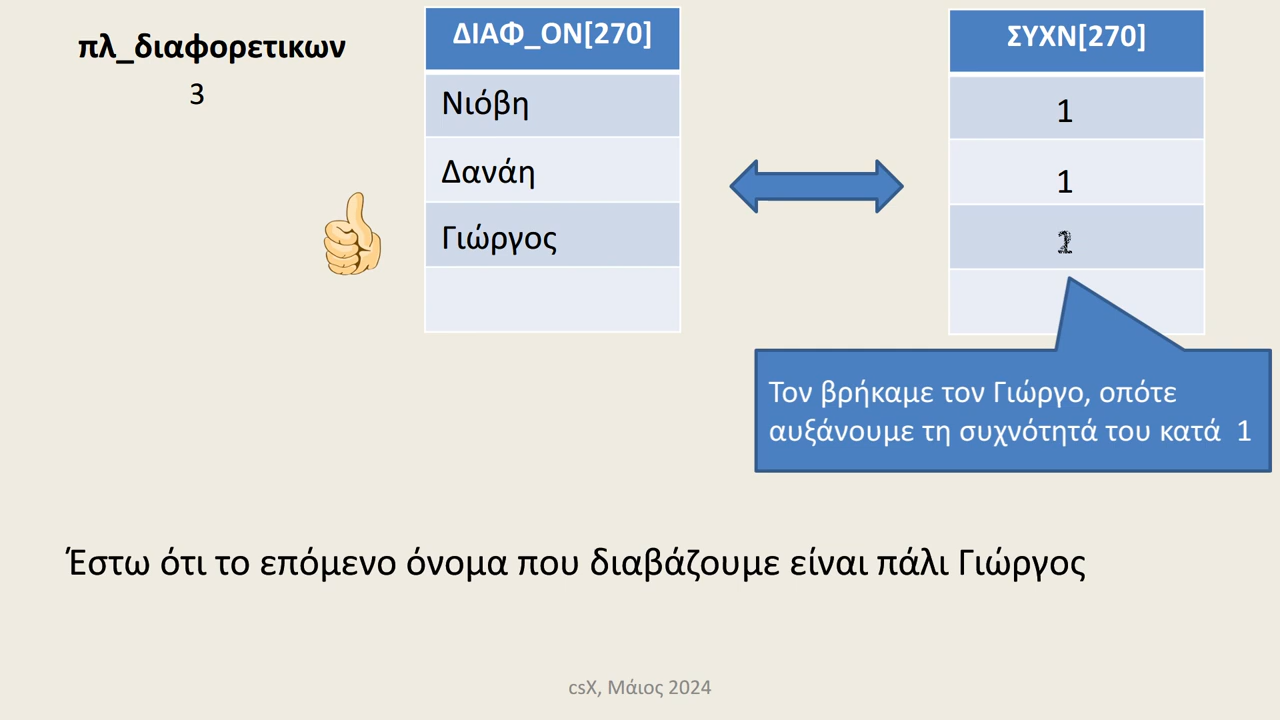 πλ_διαφορετικων
3
ΔΙΑΦ_ΟΝ[270]
Νιόβη
Δανάη
Γιώργος
ΣΥΧΝ[270]
1
1
Τον βρήκαμε τον Γιώργο, οπότε
αυξάνουμε τη συχνότητά του κατά 1
Έστω ότι το επόμενο όνομα που διαβάζουμε είναι πάλι Γιώργος
csX, Μάιος 2024